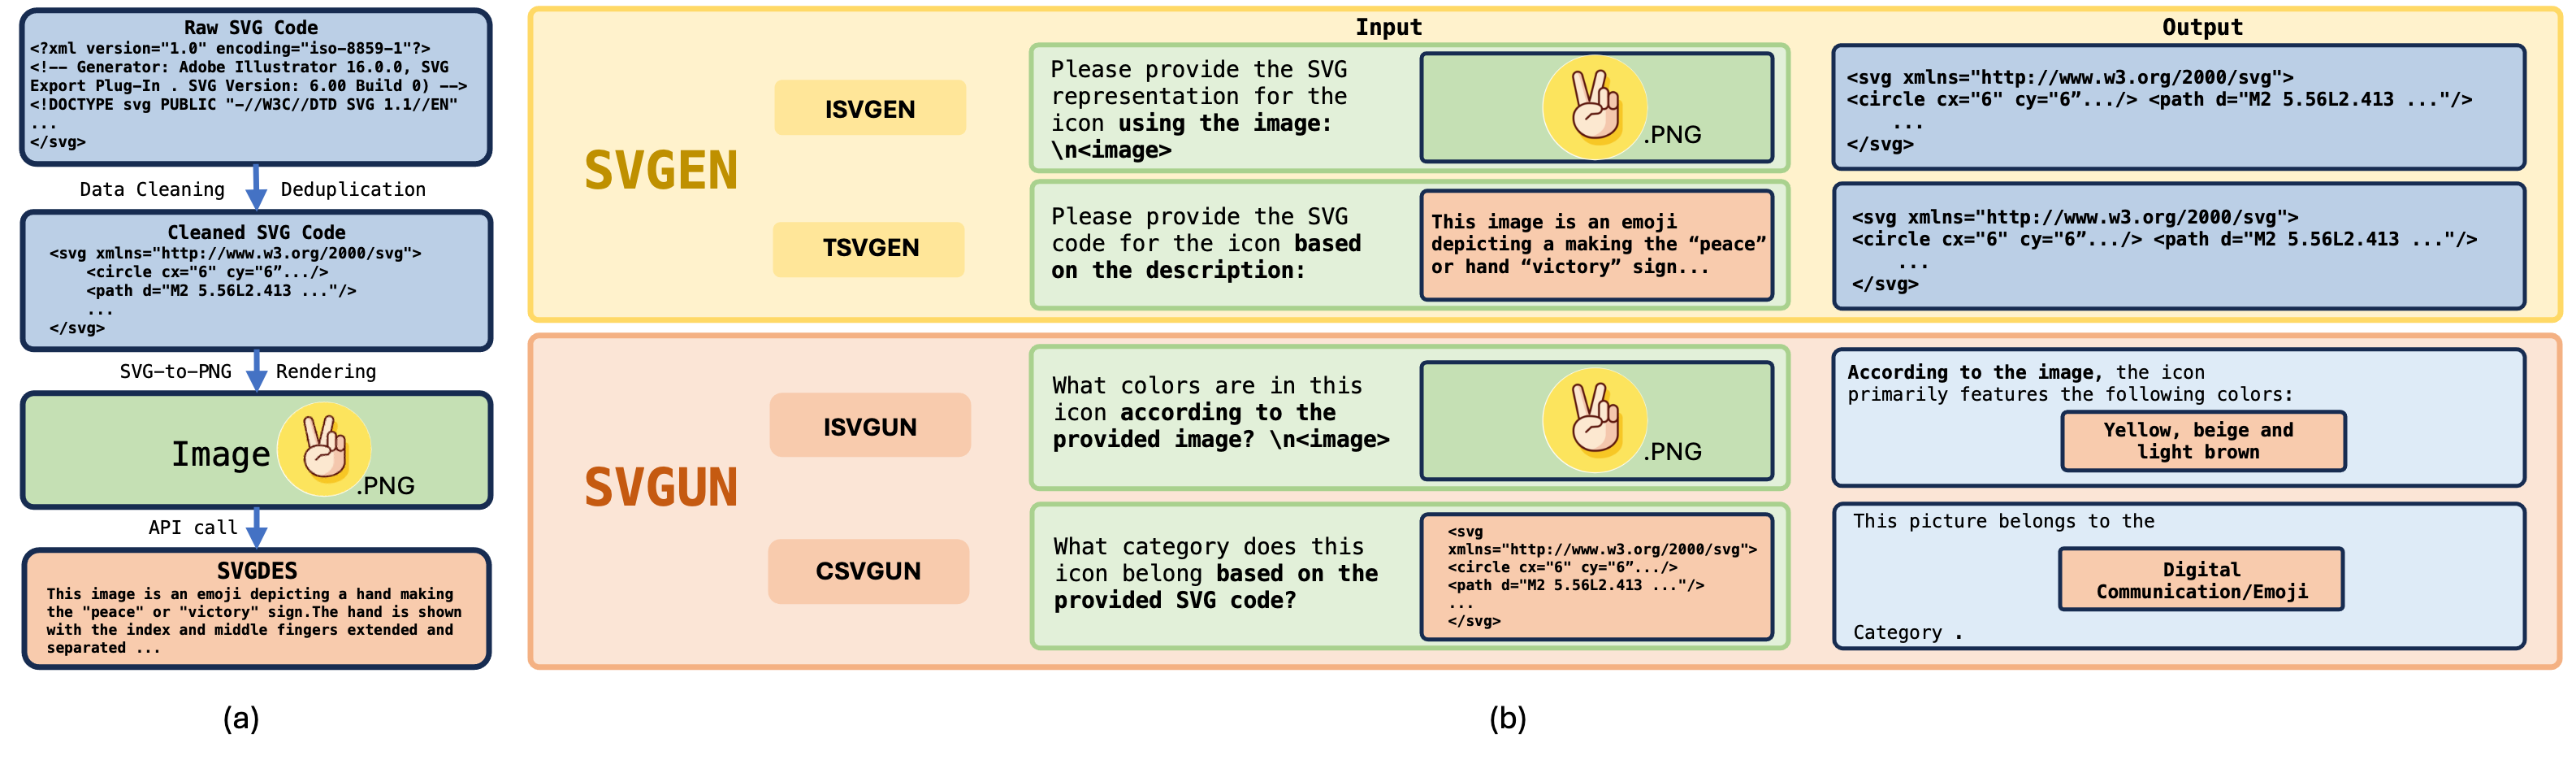 Raw SVG Code
<?xml version="1.0" encoding="iso-8859-1"?>
<!-- Generator: Adobe Illustrator 16.0.0, SVG
Export Plug-In . SVG Version: 6.00 Build 0) -->
<!DOCTYPE svg PUBLIC "-//W3C//DTD SVG 1.1//EN"
...
</svg>
Data Cleaning
Deduplication
Cleaned SVG Code
<svg xmlns="http://www.w3.org/2000/svg">
<circle cx="6" cy="6”.../>
<path d="M2 5.56L2.413 ..."/>
...
</svg>
SVG-to-PNG
Rendering
Image
.PNG
API call
SVGDES
This image is an emoji depicting a hand making
the "peace" or "victory" sign.The hand is shown
with the index and middle fingers extended and
separated ...
(a)
Input
Output
SVGEN
ISVGEN
Please provide the SVG
representation for the
icon using the image:
\n<image>
.PNG
<svg xmlns="http://www.w3.org/2000/svg">
<circle cx="6" cy="6”.../> <path d="M2 5.56L2.413 ..."/>
...
</svg>
TSVGEN
Please provide the SVG
code for the icon based
on the description:
This image is an emoji
depicting a making the “peace”
or hand “victory” sign...
<svg xmlns="http://www.w3.org/2000/svg">
<circle cx="6" cy="6”.../> <path d="M2 5.56L2.413 ..."/>
...
</svg>
SVGUN
ISVGUN
What colors are in this
icon according to the
provided image? \n<image>
.PNG
According to the image, the icon
primarily features the following colors:
Yellow, beige and
light brown
CSVGUN
What category does this
icon belong based on the
provided SVG code?
<svg
xmlns="http://www.w3.org/2000/svg">
<circle cx="6" cy="6”.../>
<path d="M2 5.56L2.413 ..."/>
...
</svg>
This picture belongs to the
Digital
Communication/Emoji
Category .
(b)